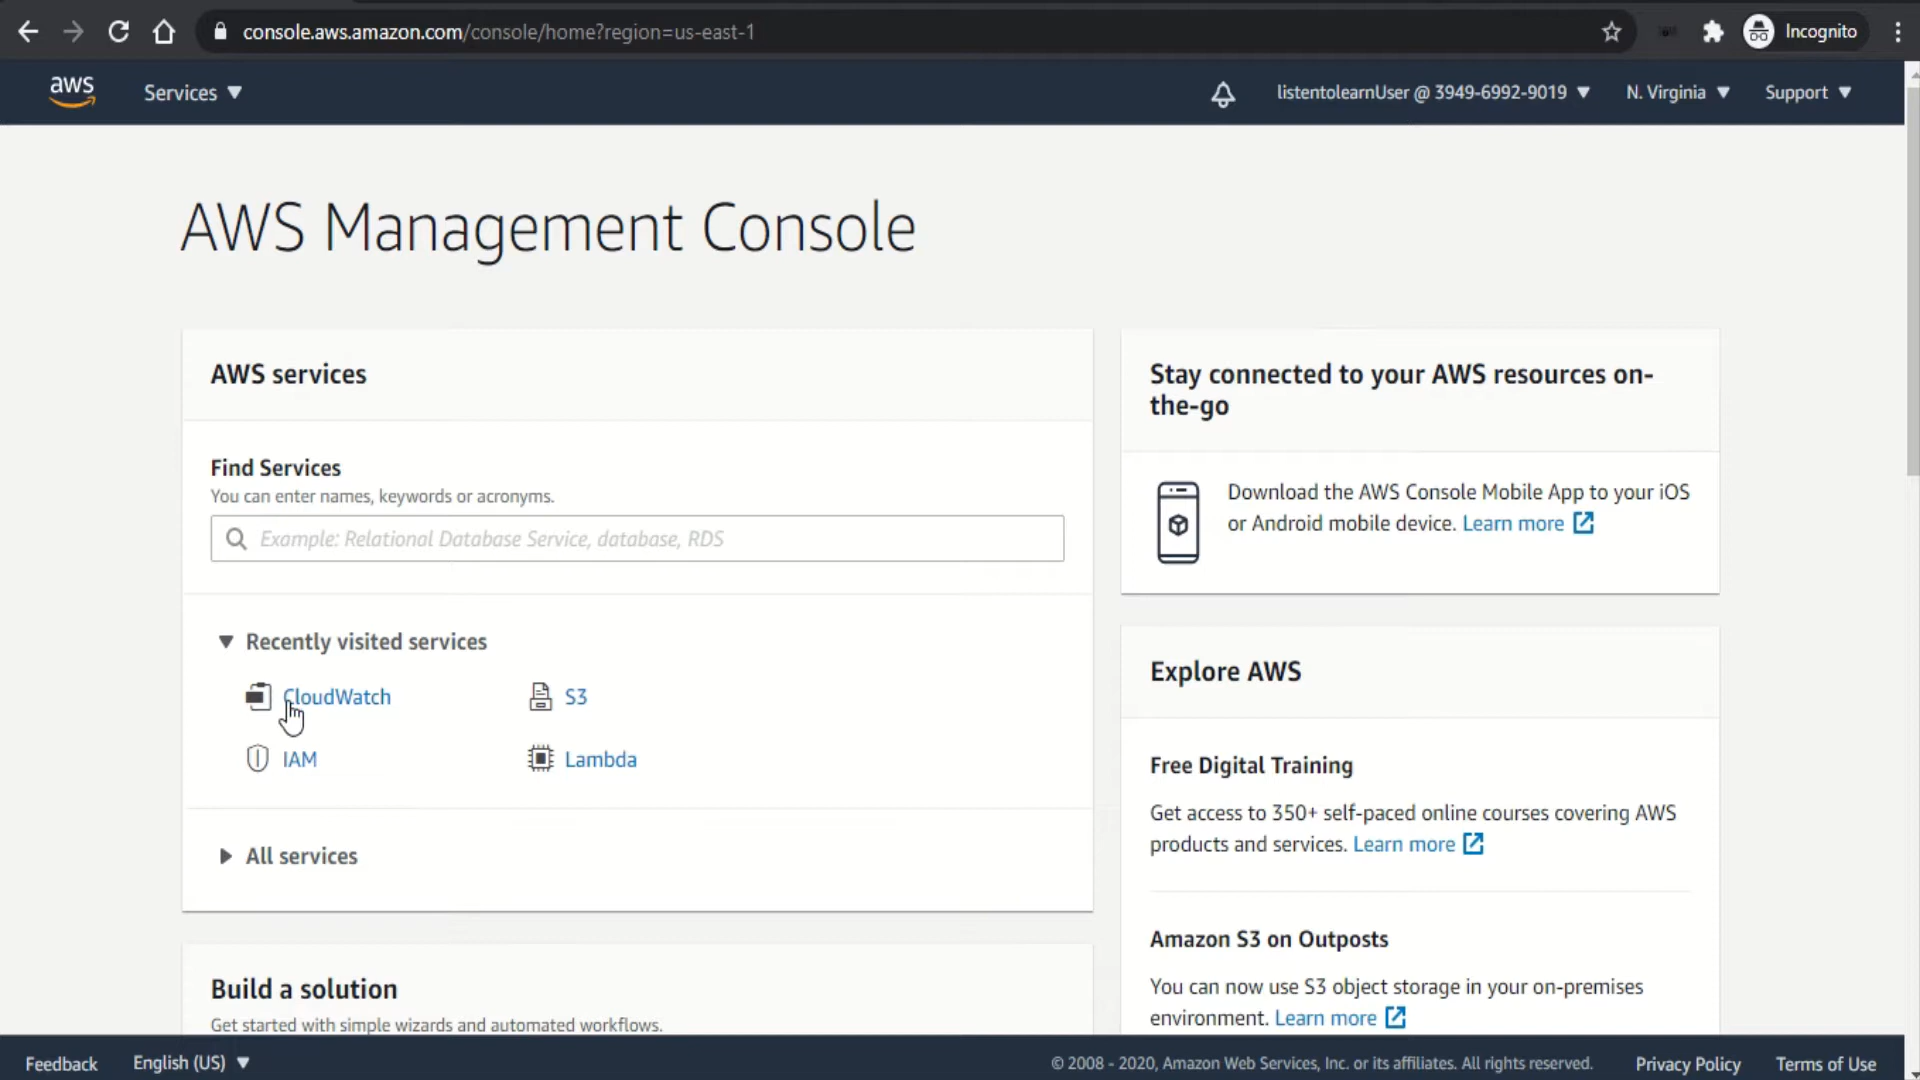 console.aws.amazon.com/console/home?region=us-east-1
Incognito
aws
Services
listentolearnUser @ 3949-6992-9019
N. Virginia
Support
AWS Management Console
AWS services
Find Services
You can enter names, keywords or acronyms.
Example: Relational Database Service, database, RDS
Recently visited services
CloudWatch
S3
IAM
Lambda
All services
Build a solution
Get started with simple wizards and automated workflows.
Stay connected to your AWS resources on-
the-go
Download the AWS Console Mobile App to your iOS
or Android mobile device. Learn more
Explore AWS
Free Digital Training
Get access to 350+ self-paced online courses covering AWS
products and services. Learn more
Amazon S3 on Outposts
You can now use S3 object storage in your on-premises
environment. Learn more
Feedback
English (US)
© 2008 - 2020, Amazon Web Services, Inc. or its affiliates. All rights reserved.
Privacy Policy
Terms of Use